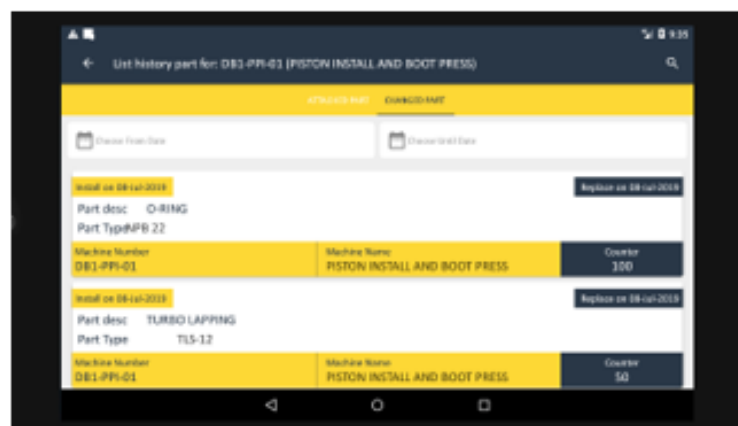 9:35
List history part for: DB1-PPI-01 (PISTON INSTALL AND BOOT PRESS)
ATTACHED PART CHANGED PART
Choose From Date Choose Until Date
Install on 08-Jul-2019 Replace on 08-Jul-2019
Part desc O-RING
Part Type NPB 22
Machine Number Machine Name Counter
DB1-PPI-01 PISTON INSTALL AND BOOT PRESS 100
Install on 08-Jul-2019 Replace on 08-Jul-2019
Part desc TURBO LAPPING
Part Type TLS-12
Machine Number Machine Name Counter
DB1-PPI-01 PISTON INSTALL AND BOOT PRESS 50